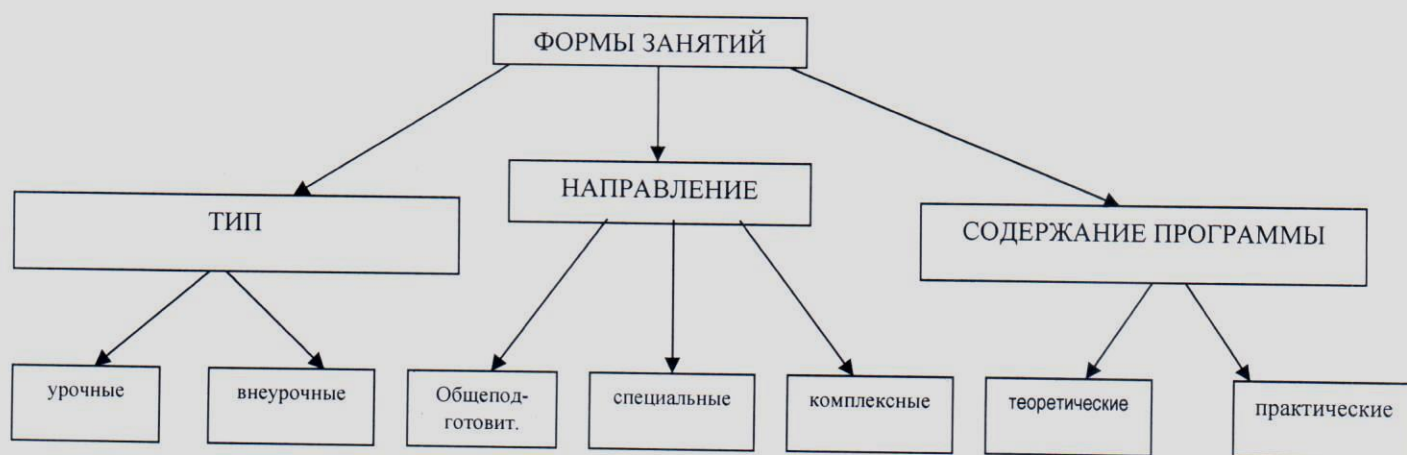 ФОРМЫ ЗАНЯТИЙ
ТИП
НАПРАВЛЕНИЕ
СОДЕРЖАНИЕ ПРОГРАММЫ
урочные
внеурочные
Общепод-
готовит.
специальные
комплексные
теоретические
практические